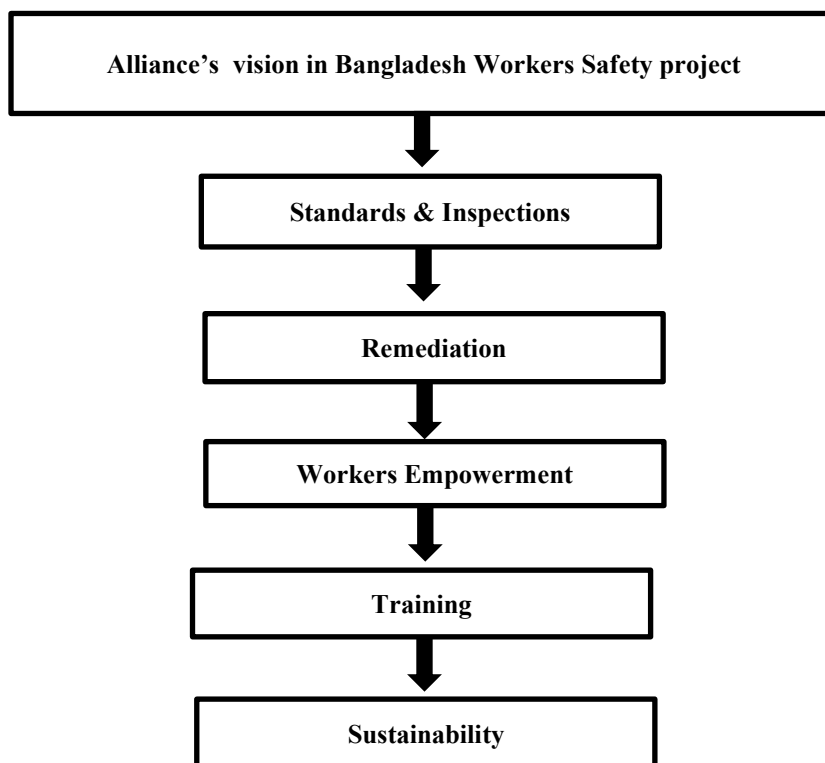 Alliance's vision in Bangladesh Workers Safety project
Standards & Inspections
Remediation
Workers Empowerment
Training
Sustainability